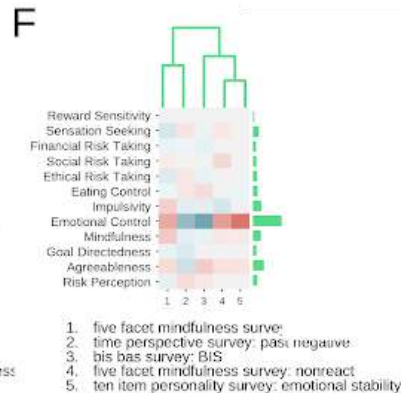 F
Reward Sensitivity
Sensation Seeking
Financial Risk Taking
Social Risk Taking
Ethical Risk Taking
Eating Control
Impulsivity
Emotional Control
Mindfulness
Goal Directedness
Agreeableness
Risk Perception
1 2 3 4 5
1. five facet mindfulness survey
2. time perspective survey: past negative
3. bis bas survey: BIS
4. five facet mindfulness survey: nonreact
5. ten item personality survey: emotional stability